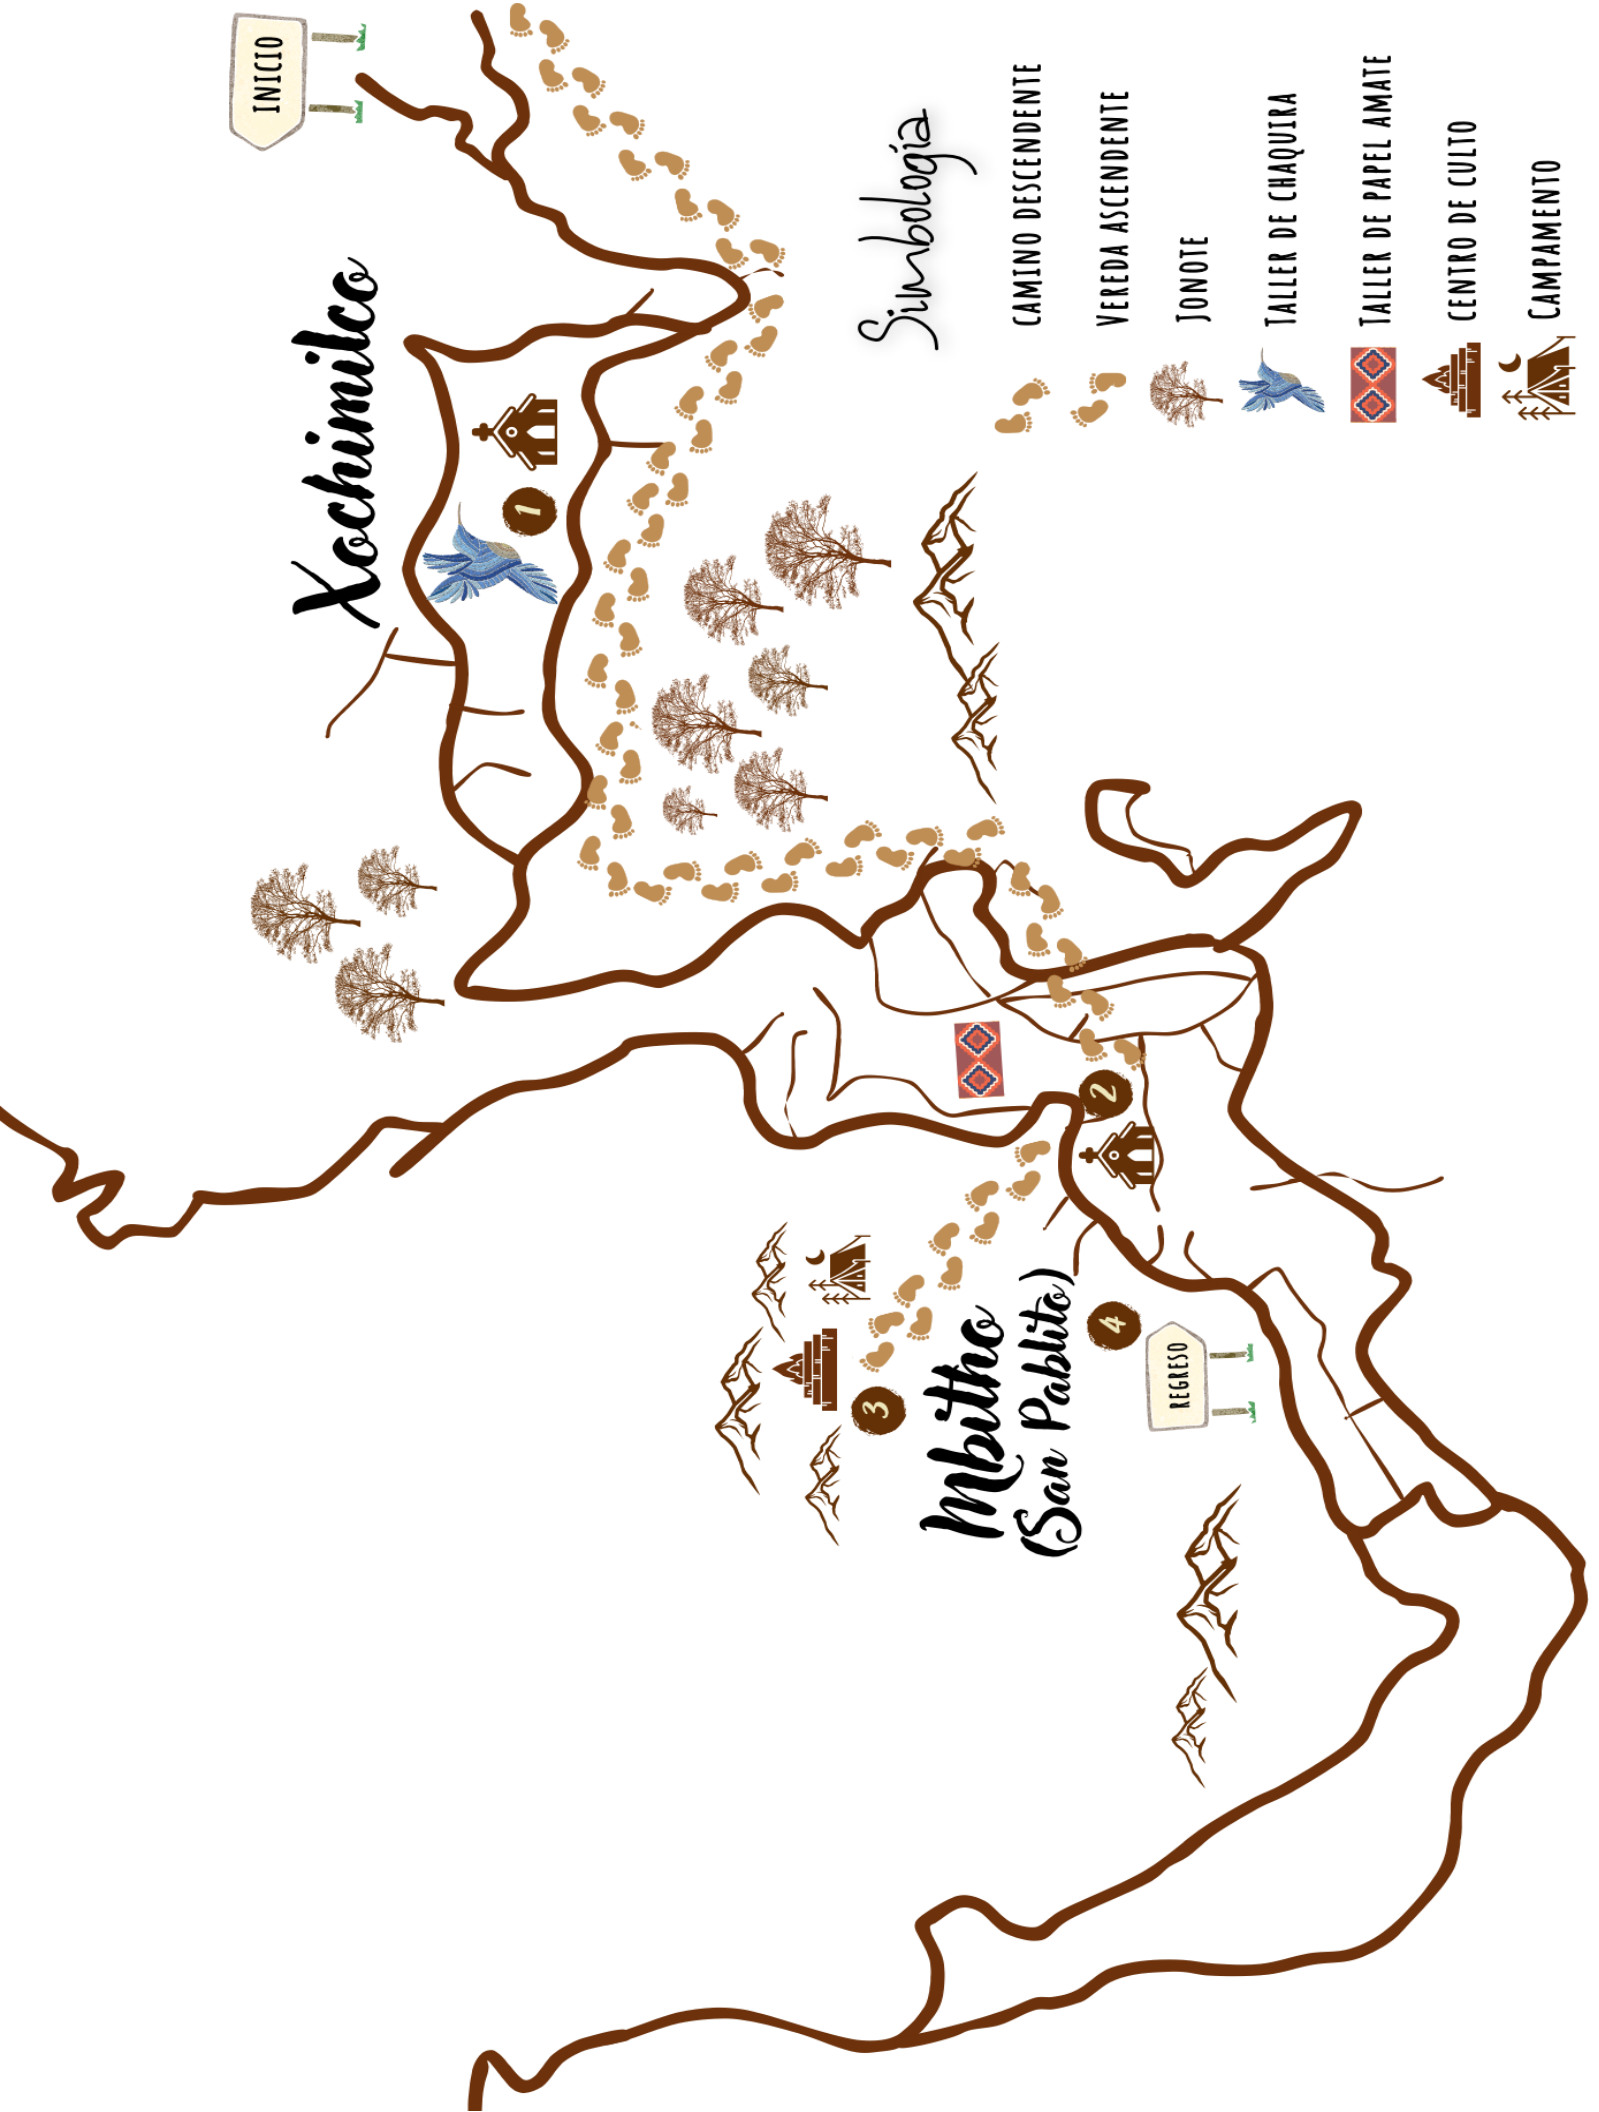 INICIO
Xochimilco
1
Simbología
CAMINO DESCENDENTE
VEREDA ASCENDENTE
JONOTE
TALLER DE CHAQUIRA
TALLER DE PAPEL AMATE
CENTRO DE CULTO
CAMPAMENTO
2
3
Mbithe
(San Pablito)
4
REGRESO